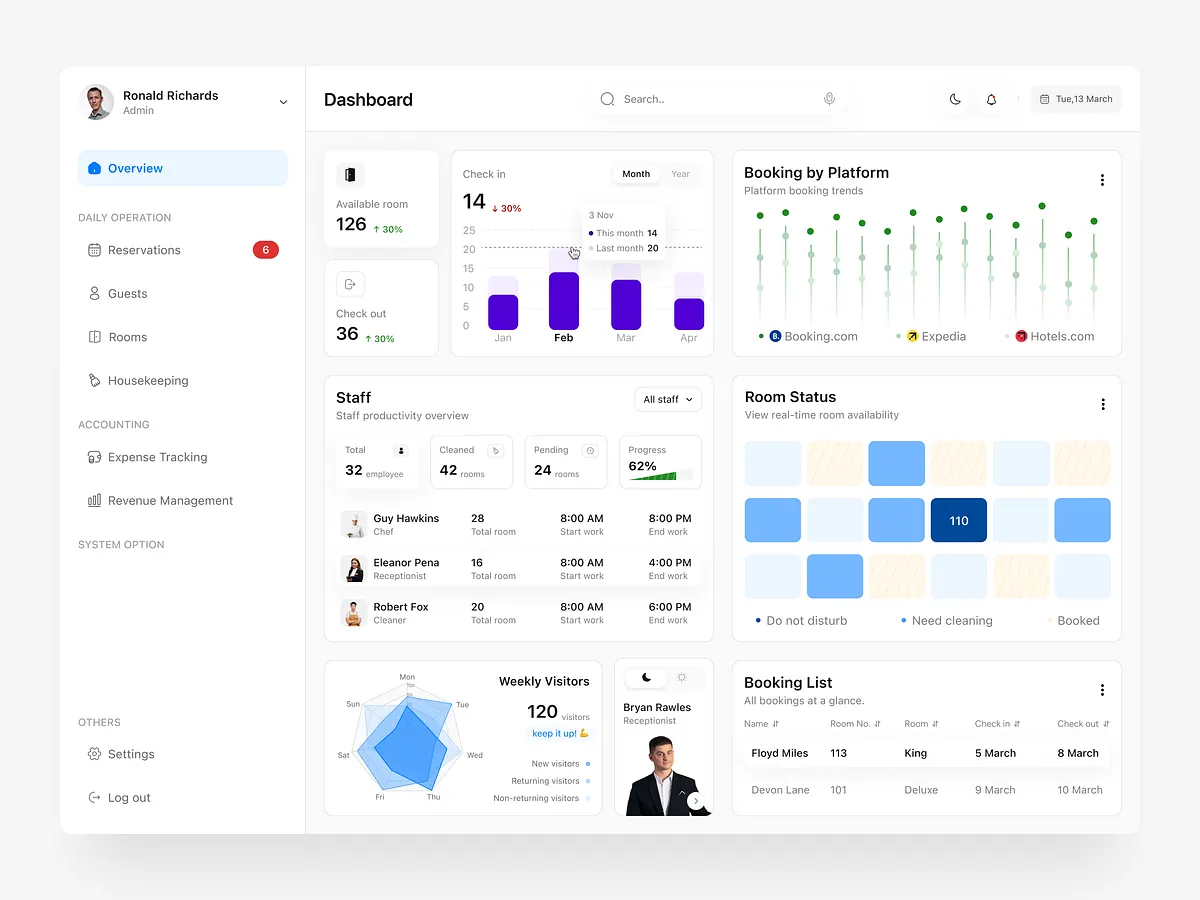 Ronald Richards
Admin
Overview
DAILY OPERATION
Reservations 6
Guests
Rooms
Housekeeping
ACCOUNTING
Expense Tracking
Revenue Management
SYSTEM OPTION
OTHERS
Settings
Log out
Dashboard
Search..
Tue,13 March
Available room
126 ↑ 30%
Check out
36 ↑ 30%
Check in
Month Year
14 ↓ 30%
3 Nov
This month 14
Last month 20
25
20
15
10
5
0
Jan Feb Mar Apr
Booking by Platform
Platform booking trends
B. Booking.com Expedia Hotels.com
Staff
Staff productivity overview
All staff
Total
32 employee
Cleaned
42 rooms
Pending
24 rooms
Progress
62%
Guy Hawkins 28 8:00 AM 8:00 PM
Chef Total room Start work End work
Eleanor Pena 16 8:00 AM 4:00 PM
Receptionist Total room Start work End work
Robert Fox 20 8:00 AM 6:00 PM
Cleaner Total room Start work End work
Room Status
View real-time room availability
110
Do not disturb Need cleaning Booked
Mon
Tue
Wed
Thu
Fri
Sat
Sun
Weekly Visitors
120 visitors
keep it up! 💪
New visitors
Returning visitors
Non-returning visitors
Bryan Rawles
Receptionist
Booking List
All bookings at a glance.
Name Room No. Room Check in Check out
Floyd Miles 113 King 5 March 8 March
Devon Lane 101 Deluxe 9 March 10 March